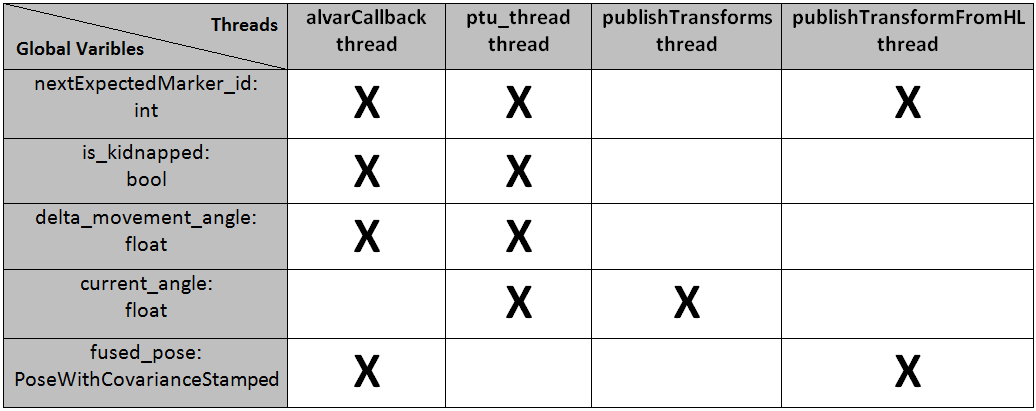 Threads
Global Varibles
alvarCallback
thread
ptu_thread
thread
publishTransforms
thread
publishTransformFromHL
thread
nextExpectedMarker_id:
int
X X X
is_kidnapped:
bool
X X
delta_movement_angle:
float
X X
current_angle:
float
X X
fused_pose:
PoseWithCovarianceStamped
X X